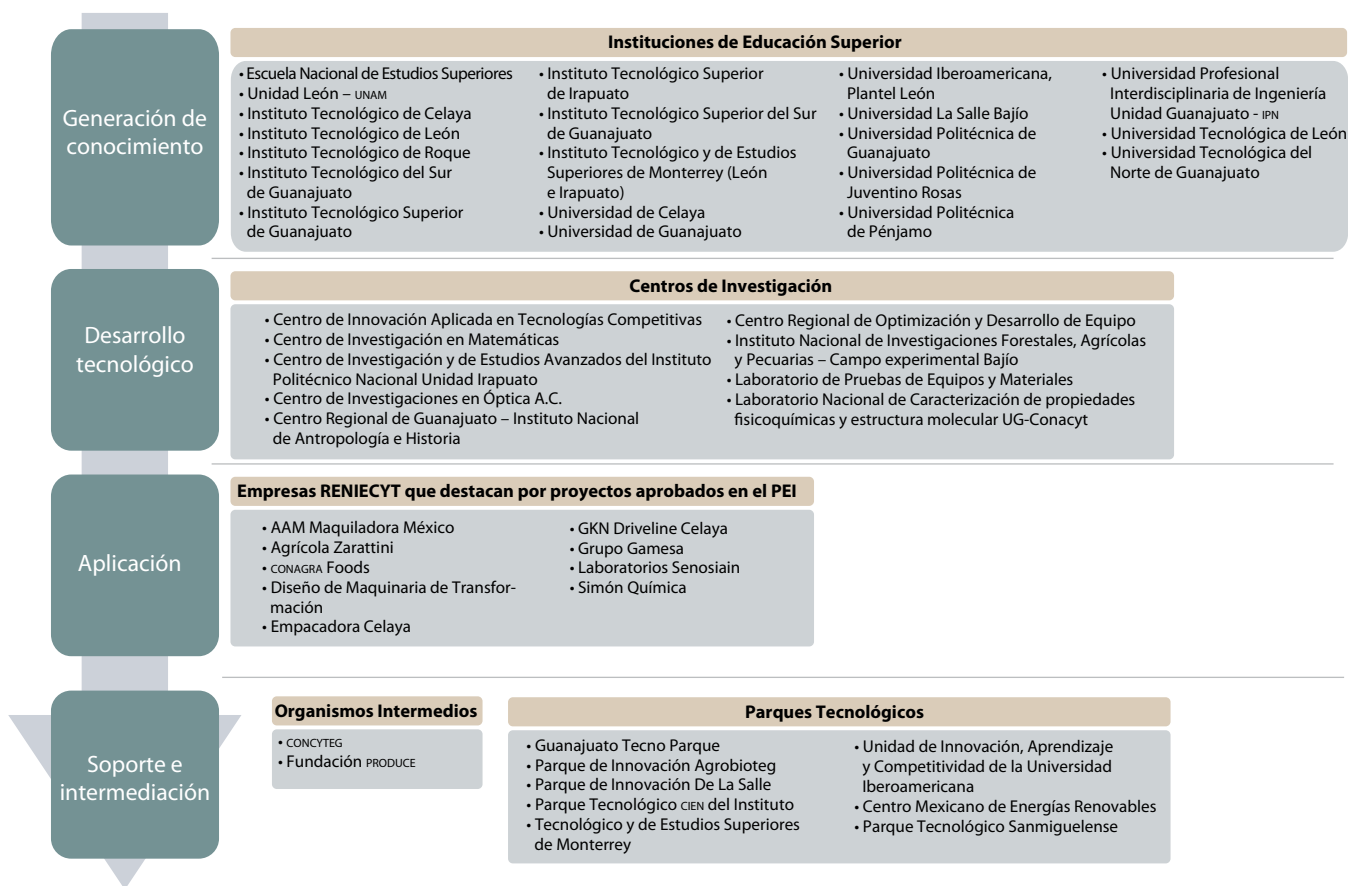 Generación de
conocimiento
Instituciones de Educación Superior
• Escuela Nacional de Estudios Superiores
• Unidad León – UNAM
• Instituto Tecnológico de Celaya
• Instituto Tecnológico de León
• Instituto Tecnológico de Roque
• Instituto Tecnológico del Sur
de Guanajuato
• Instituto Tecnológico Superior
de Guanajuato
• Instituto Tecnológico Superior
de Irapuato
• Instituto Tecnológico Superior del Sur
de Guanajuato
• Instituto Tecnológico y de Estudios
Superiores de Monterrey (León
e Irapuato)
• Universidad de Celaya
• Universidad de Guanajuato
• Universidad Iberoamericana,
Plantel León
• Universidad La Salle Bajío
• Universidad Politécnica de
Guanajuato
• Universidad Politécnica de
Juventino Rosas
• Universidad Politécnica
de Pénjamo
• Universidad Profesional
Interdisciplinaria de Ingeniería
Unidad Guanajuato - IPN
• Universidad Tecnológica de León
• Universidad Tecnológica del
Norte de Guanajuato
Desarrollo
tecnológico
Centros de Investigación
• Centro de Innovación Aplicada en Tecnologías Competitivas
• Centro de Investigación en Matemáticas
• Centro de Investigación y de Estudios Avanzados del Instituto
Politécnico Nacional Unidad Irapuato
• Centro de Investigaciones en Óptica A.C.
• Centro Regional de Guanajuato – Instituto Nacional
de Antropología e Historia
• Centro Regional de Optimización y Desarrollo de Equipo
• Instituto Nacional de Investigaciones Forestales, Agrícolas
y Pecuarias – Campo experimental Bajío
• Laboratorio de Pruebas de Equipos y Materiales
• Laboratorio Nacional de Caracterización de propiedades
fisicoquímicas y estructura molecular UG-Conacyt
Aplicación
Empresas RENIECYT que destacan por proyectos aprobados en el PEI
• AAM Maquiladora México
• Agrícola Zarattini
• CONAGRA Foods
• Diseño de Maquinaria de Transfor-
mación
• Empacadora Celaya
• GKN Driveline Celaya
• Grupo Gamesa
• Laboratorios Senosiain
• Simón Química
Soporte e
intermediación
Organismos Intermedios
• CONCYTEG
• Fundación PRODUCE
Parques Tecnológicos
• Guanajuato Tecno Parque
• Parque de Innovación Agrobioteg
• Parque de Innovación De La Salle
• Parque Tecnológico CIEN del Instituto
• Tecnológico y de Estudios Superiores
de Monterrey
• Unidad de Innovación, Aprendizaje
y Competitividad de la Universidad
Iberoamericana
• Centro Mexicano de Energías Renovables
• Parque Tecnológico Sanmiguelense